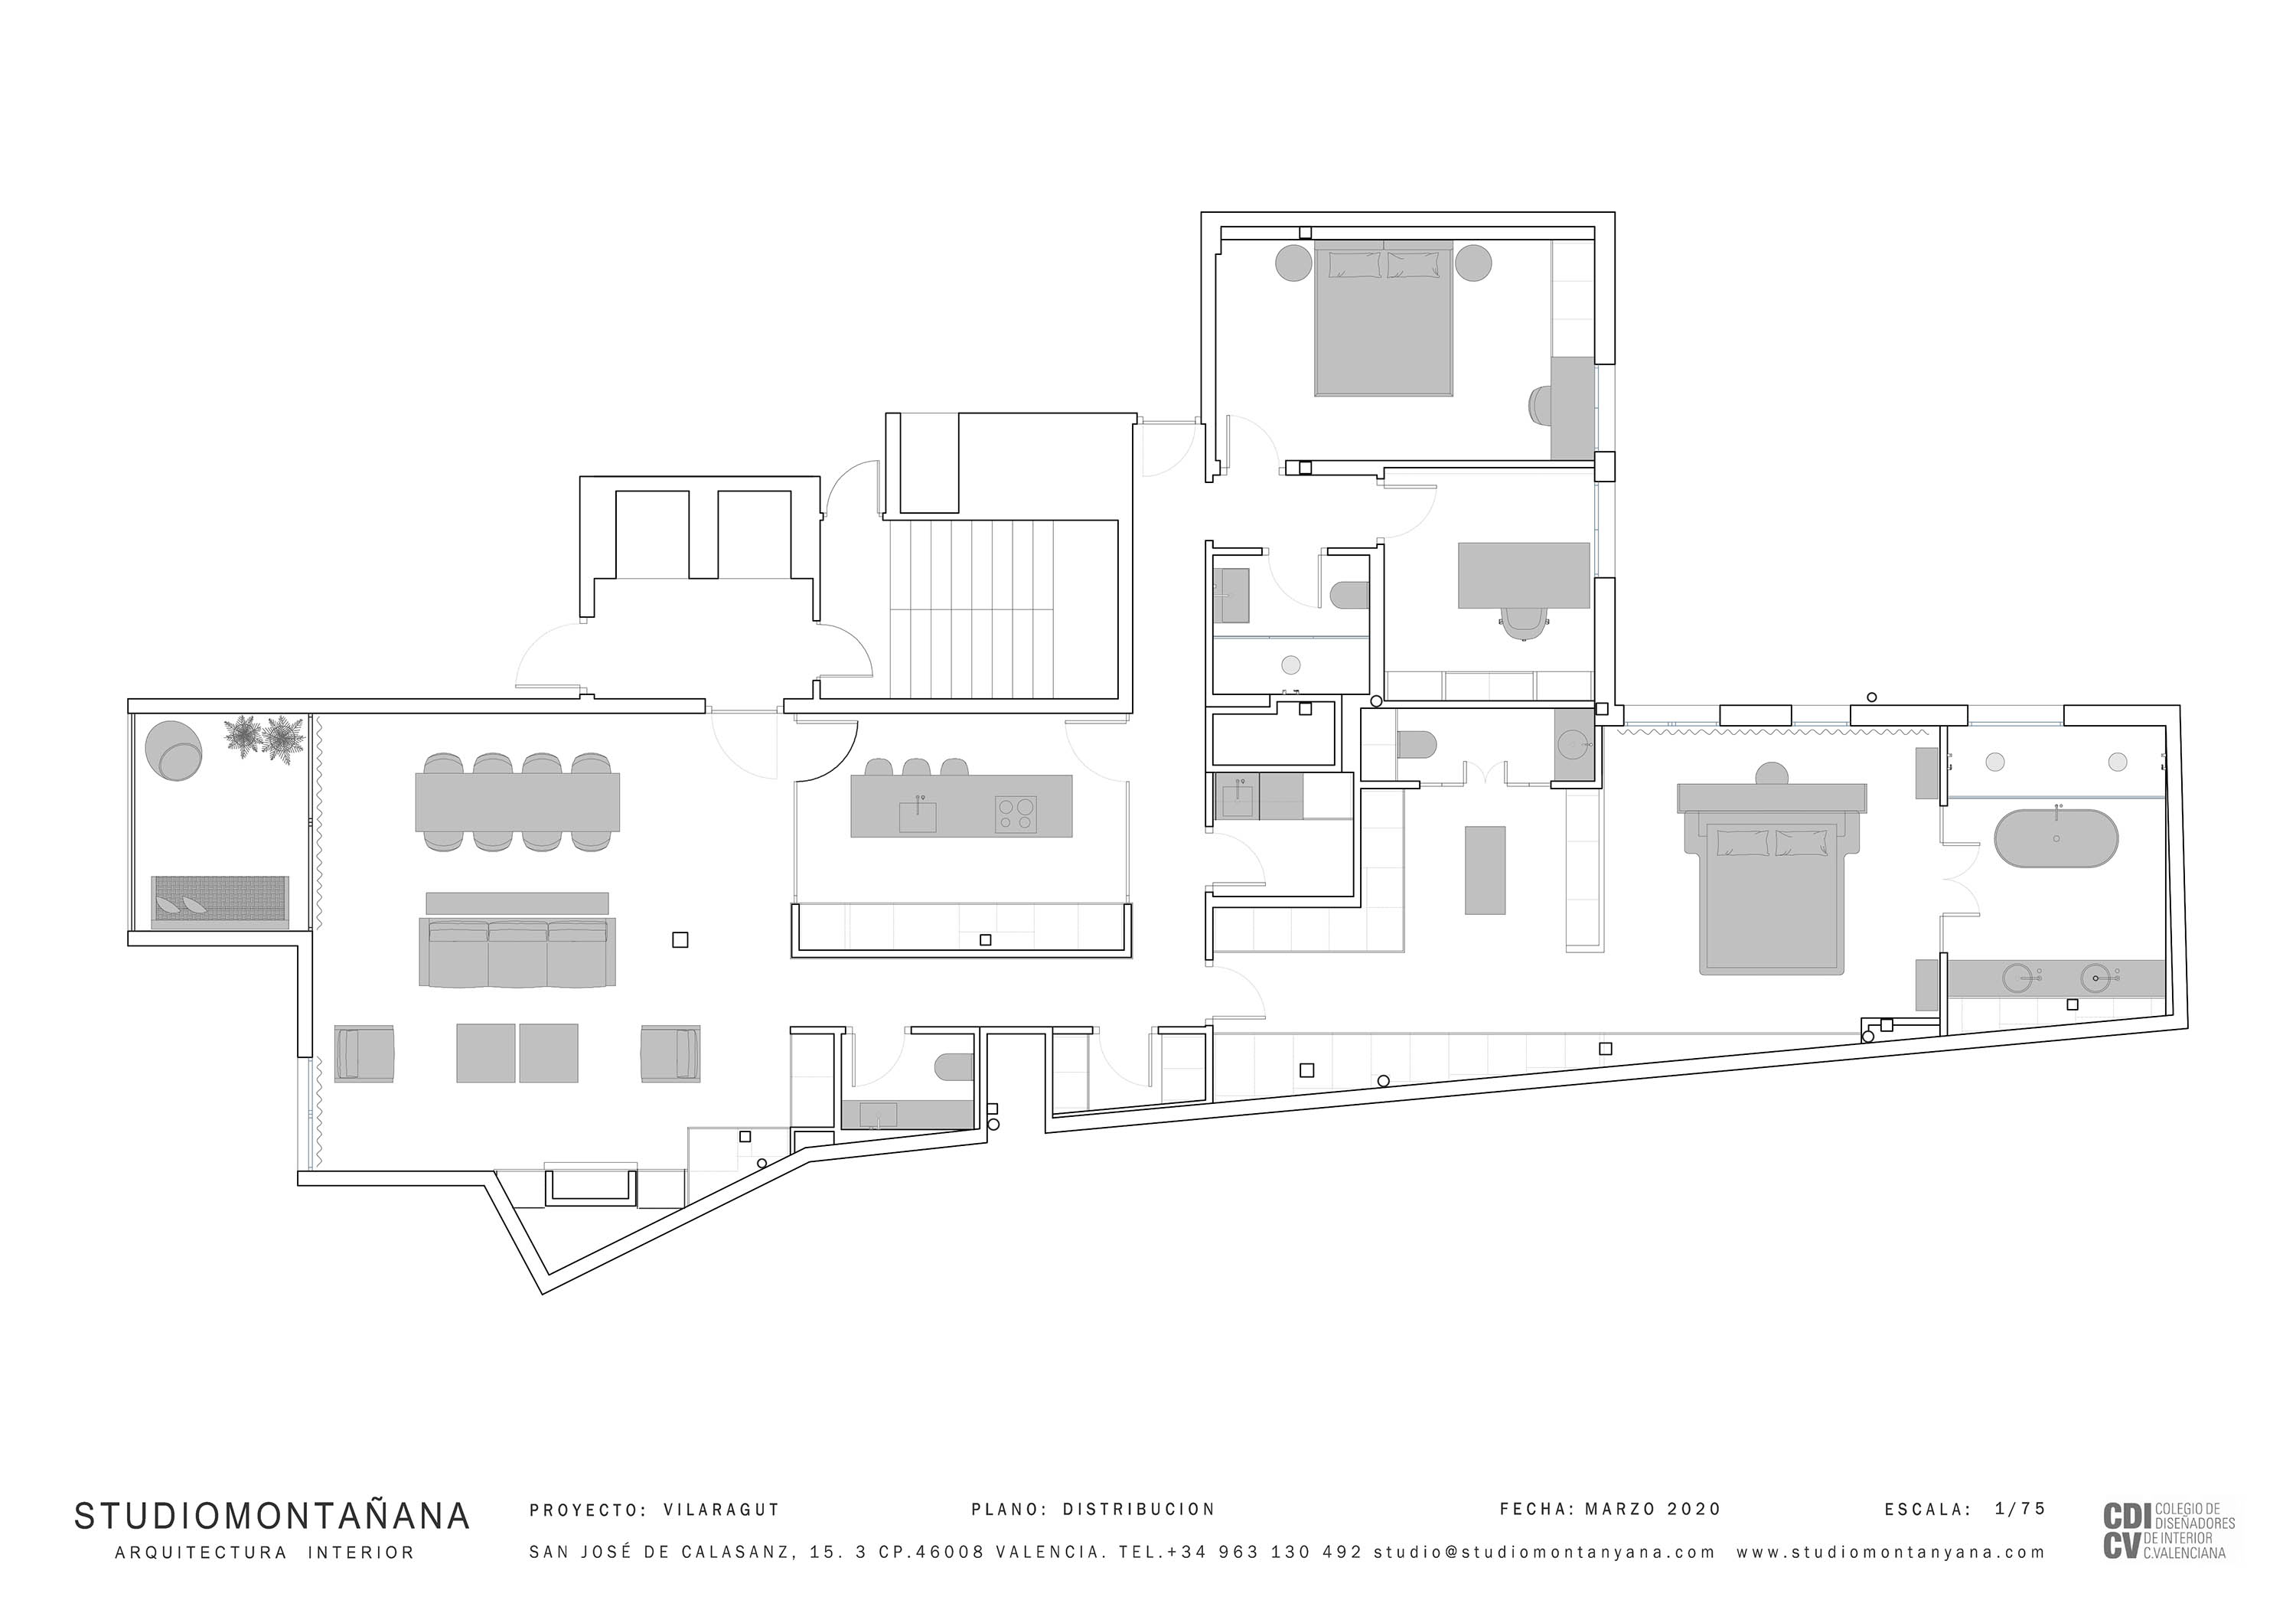 STUDIOMONTAÑANA
ARQUITECTURA INTERIOR
PROYECTO: VILARAGUT PLANO: DISTRIBUCION FECHA: MARZO 2020 ESCALA: 1/75
SAN JOSÉ DE CALASANZ, 15. 3 CP.46008 VALENCIA. TEL.+34 963 130 492 studio@studiomontanyana.com www.studiomontanyana.com
CDI COLEGIO DE
DISEÑADORES
CV DE INTERIOR
C.VALENCIANA